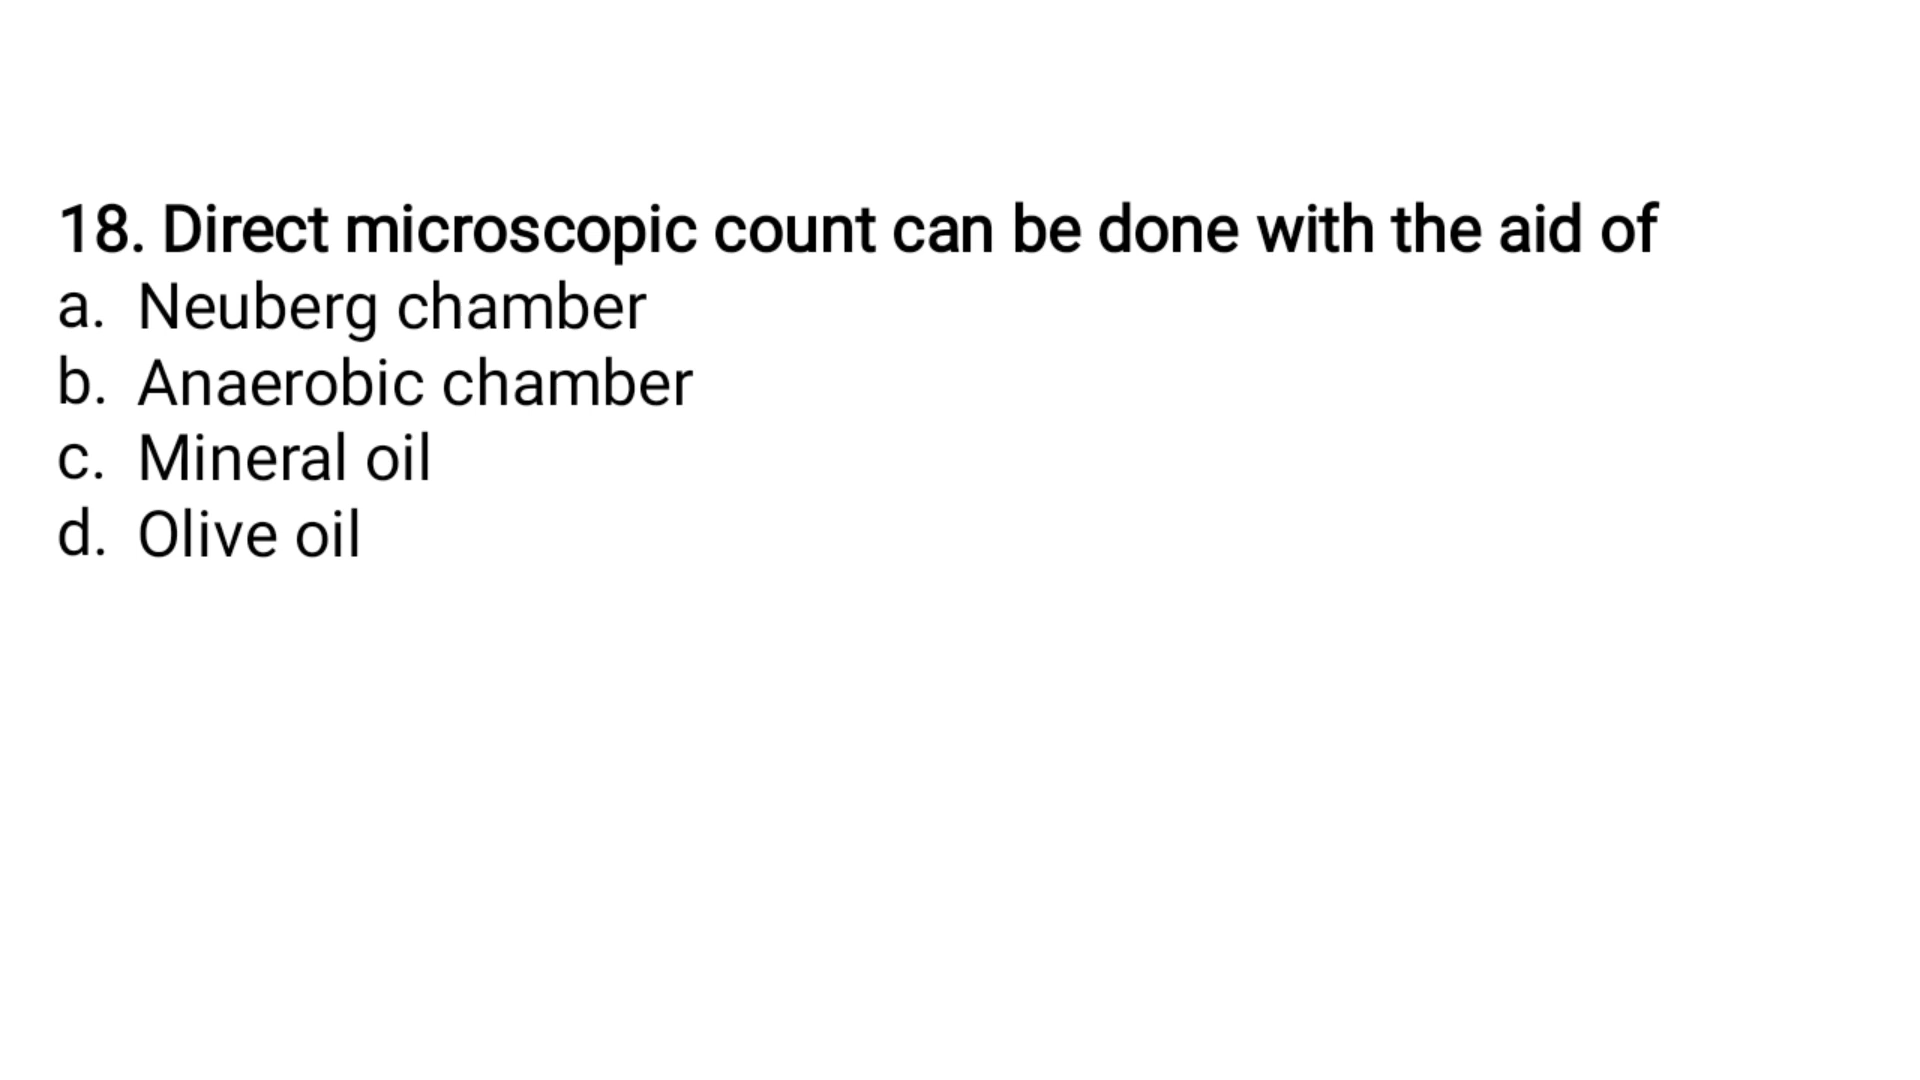 18. Direct microscopic count can be done with the aid of
a. Neuberg chamber
b. Anaerobic chamber
c. Mineral oil
d. Olive oil